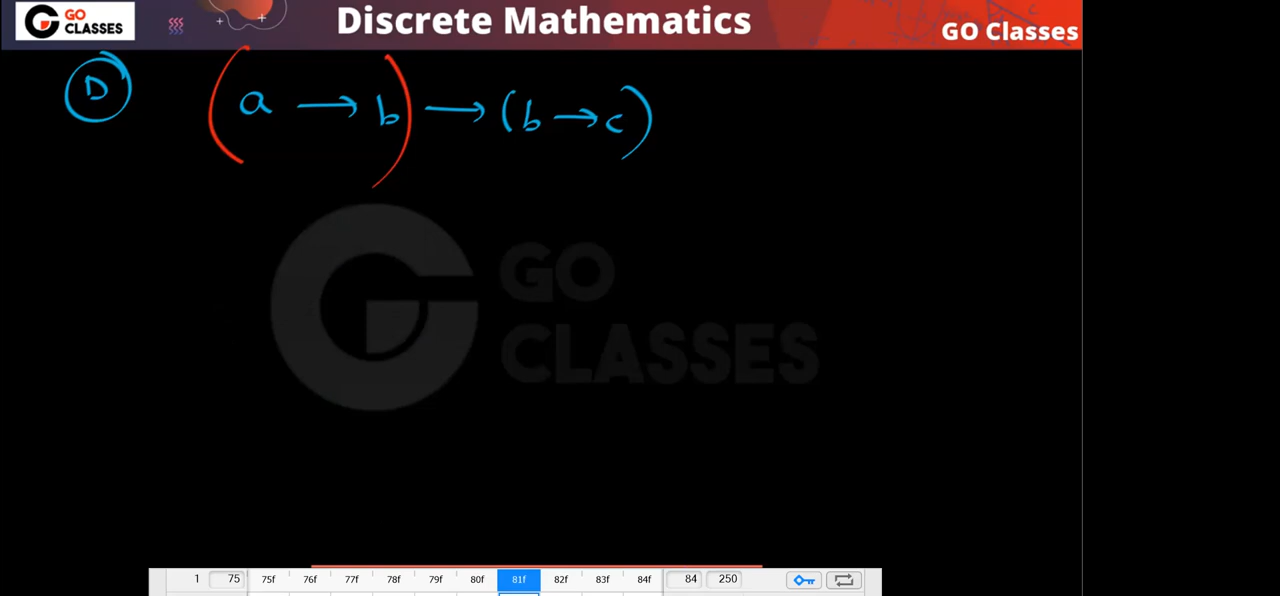 GO
CLASSES
Discrete Mathematics
GO Classes
D
(a → b) → (b → c)
GO
CLASSES
1 75 75f 76f 77f 78f 79f 80f 81f 82f 83f 84f 84 250